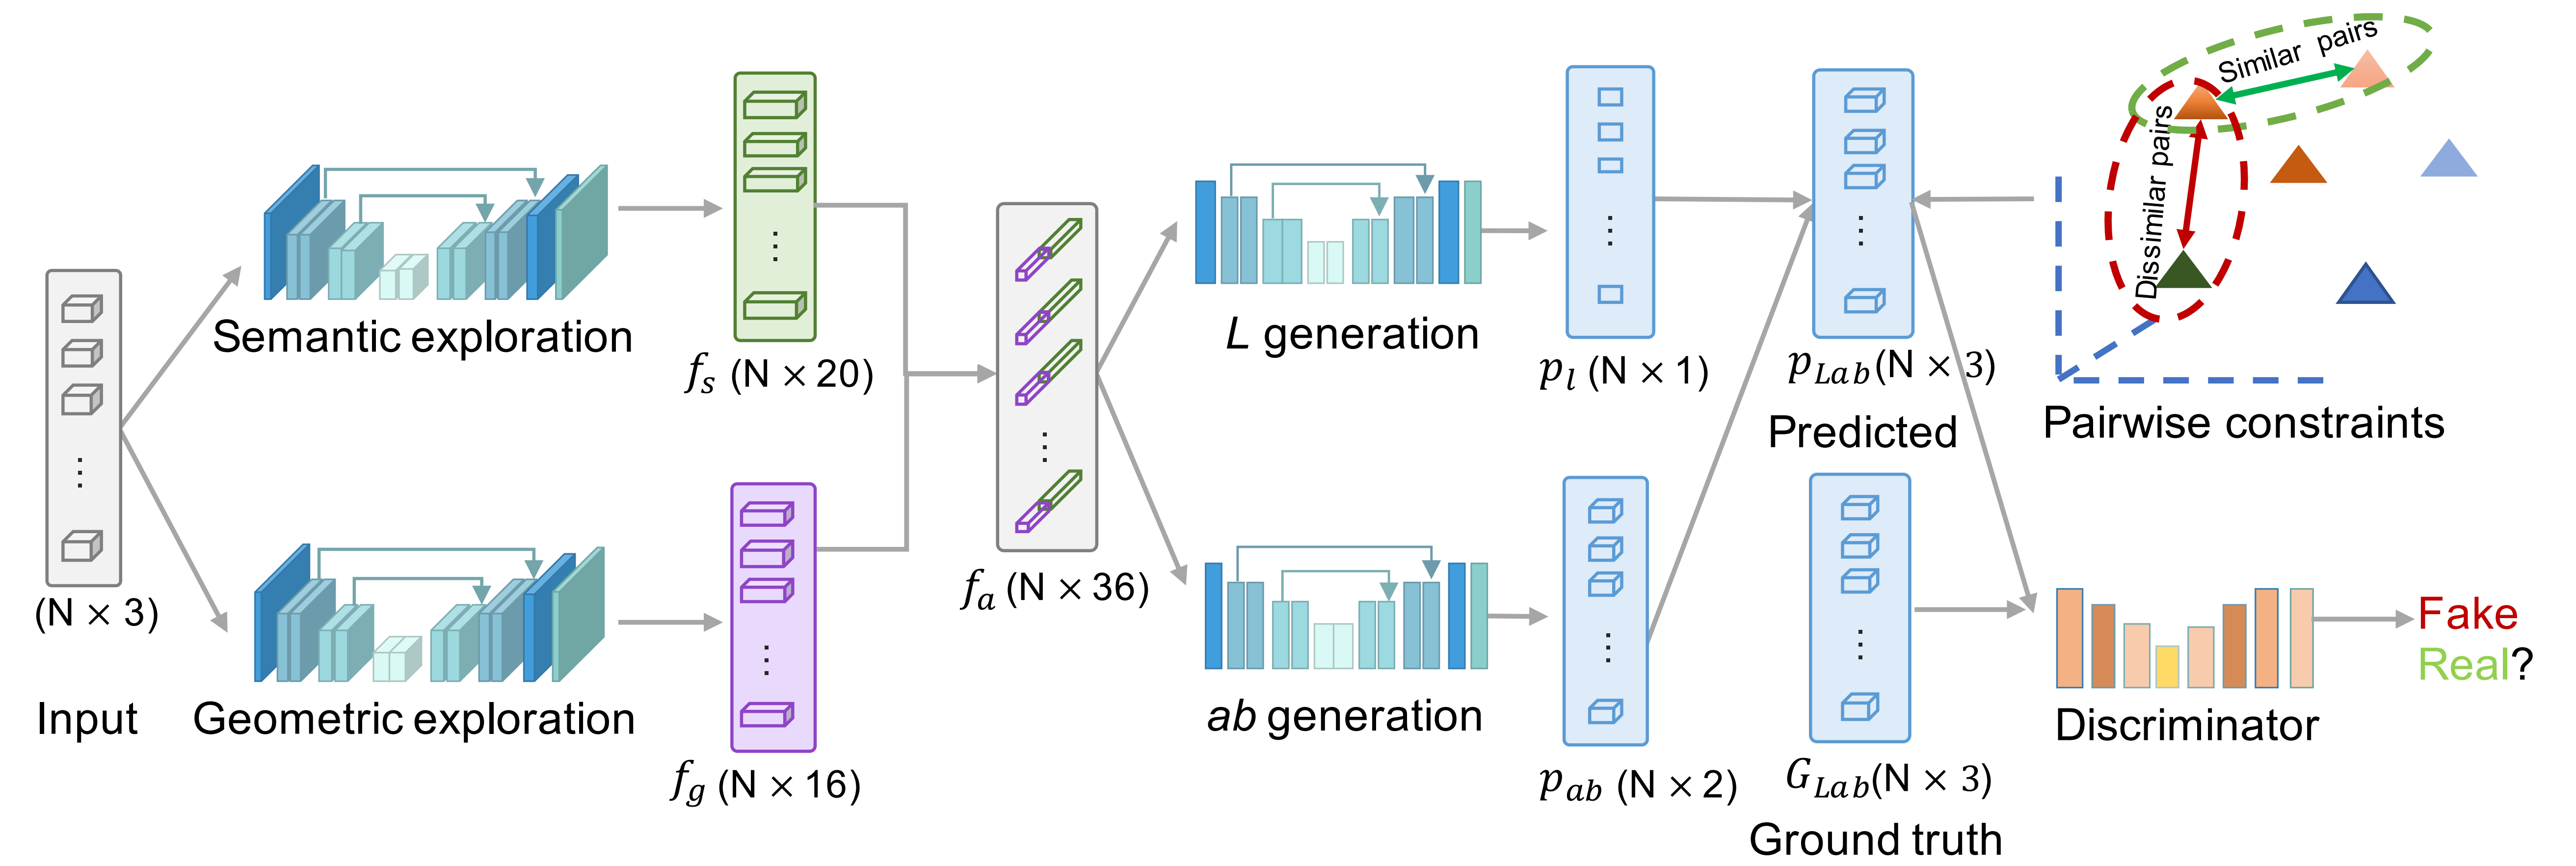 (N × 3)
Input
Semantic exploration
Geometric exploration
⋮
f_s (N × 20)
⋮
f_g (N × 16)
⋮
f_a (N × 36)
⋮
L generation
ab generation
p_l (N × 1)
⋮
p_ab (N × 2)
⋮
p_Lab(N × 3)
⋮
Predicted
G_Lab(N × 3)
⋮
Ground truth
Similar pairs
Dissimilar pairs
Pairwise constraints
Discriminator
Fake
Real?